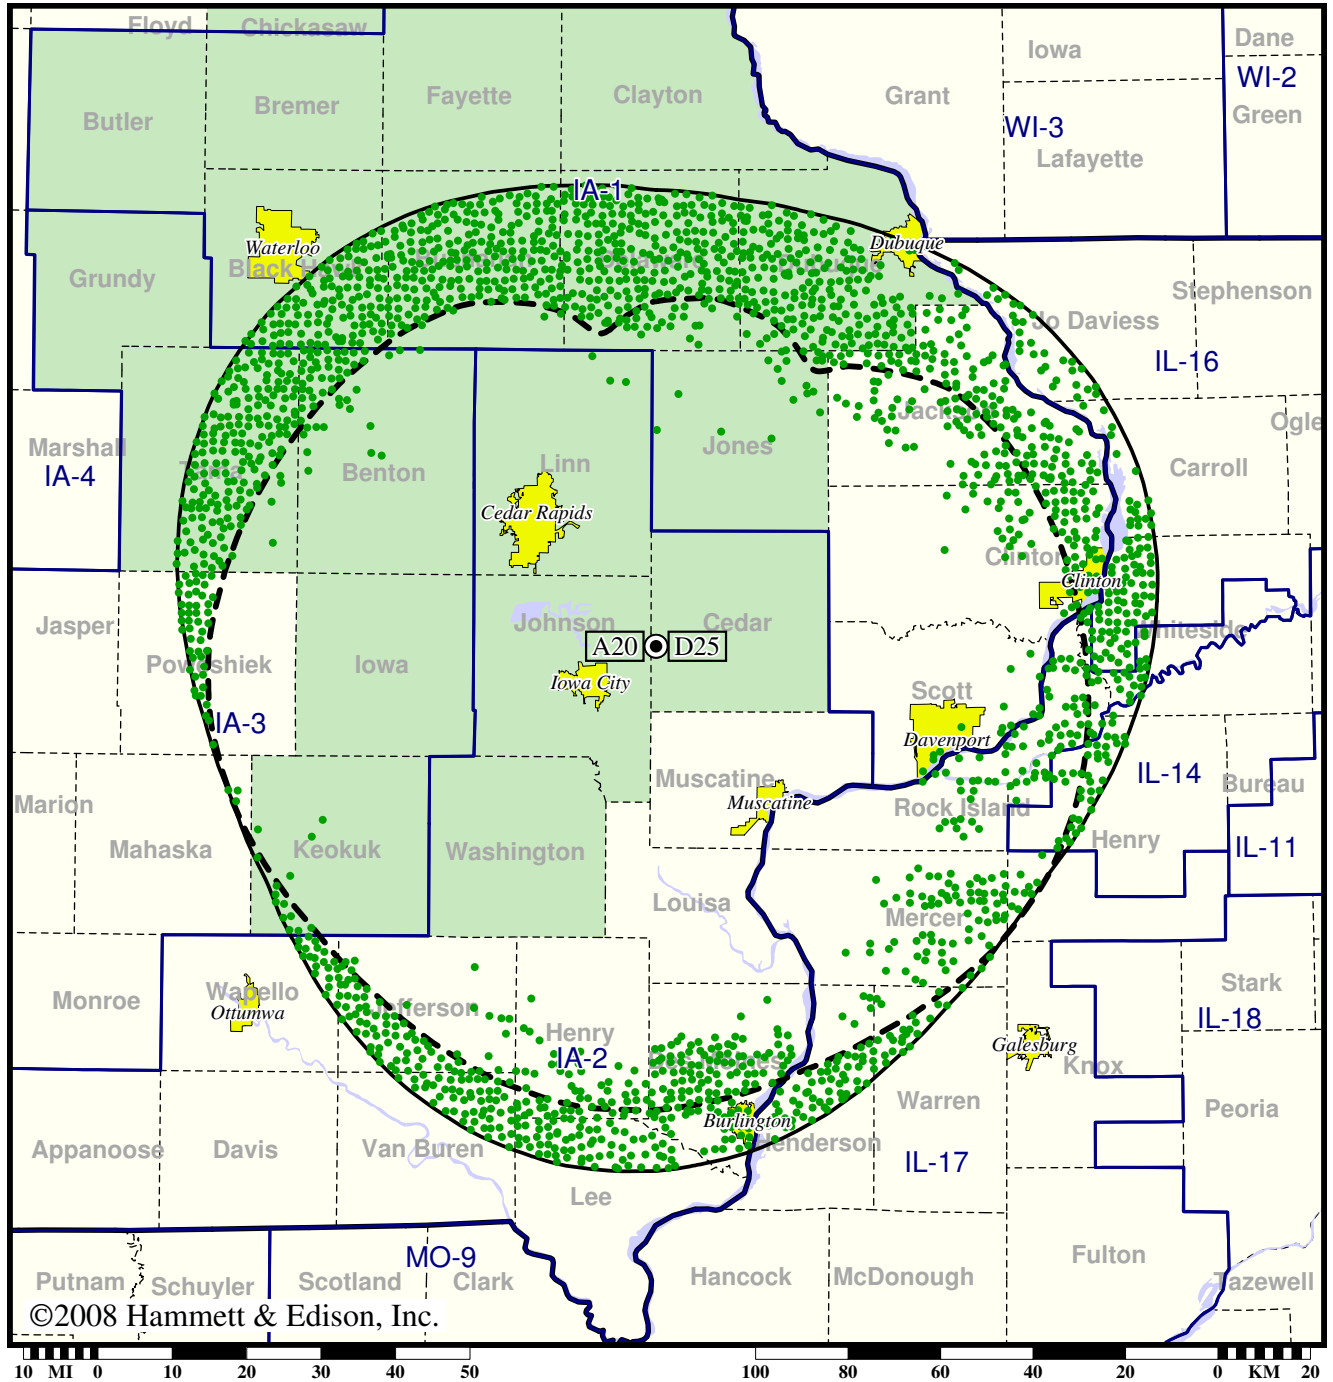 Floyd
Chickasaw
Iowa
Dane
WI-2
Butler
Bremer
Fayette
Clayton
Grant
WI-3
Green
Lafayette
IA-1
Waterloo
Dubuque
Grundy
Black
Stephenson
Jo Daviess
IL-16
Marshall
IA-4
Benton
Linn
Jones
Carroll
Ogle
Cedar Rapids
Clinton
Clinton
Jasper
Poweshiek
Iowa
Johnson
Cedar
Whiteside
A20
D25
Iowa City
IA-3
Scott
Davenport
Marion
Muscatine
Muscatine
Rock Island
IL-14
Bureau
Mahaska
Keokuk
Washington
Henry
IL-11
Louisa
Mercer
Monroe
Wapello
Ottumwa
Jefferson
Henry
IA-2
Des Moines
Stark
IL-18
Galesburg
Knox
Warren
Peoria
Burlington
Henderson
Appanoose
Davis
Van Buren
IL-17
Lee
MO-9
Fulton
Putnam
Schuyler
Scotland
Clark
Hancock
McDonough
Tazewell
©2008 Hammett & Edison, Inc.
10 MI 0 10 20 30 40 50
100 80 60 40 20 0 KM 20